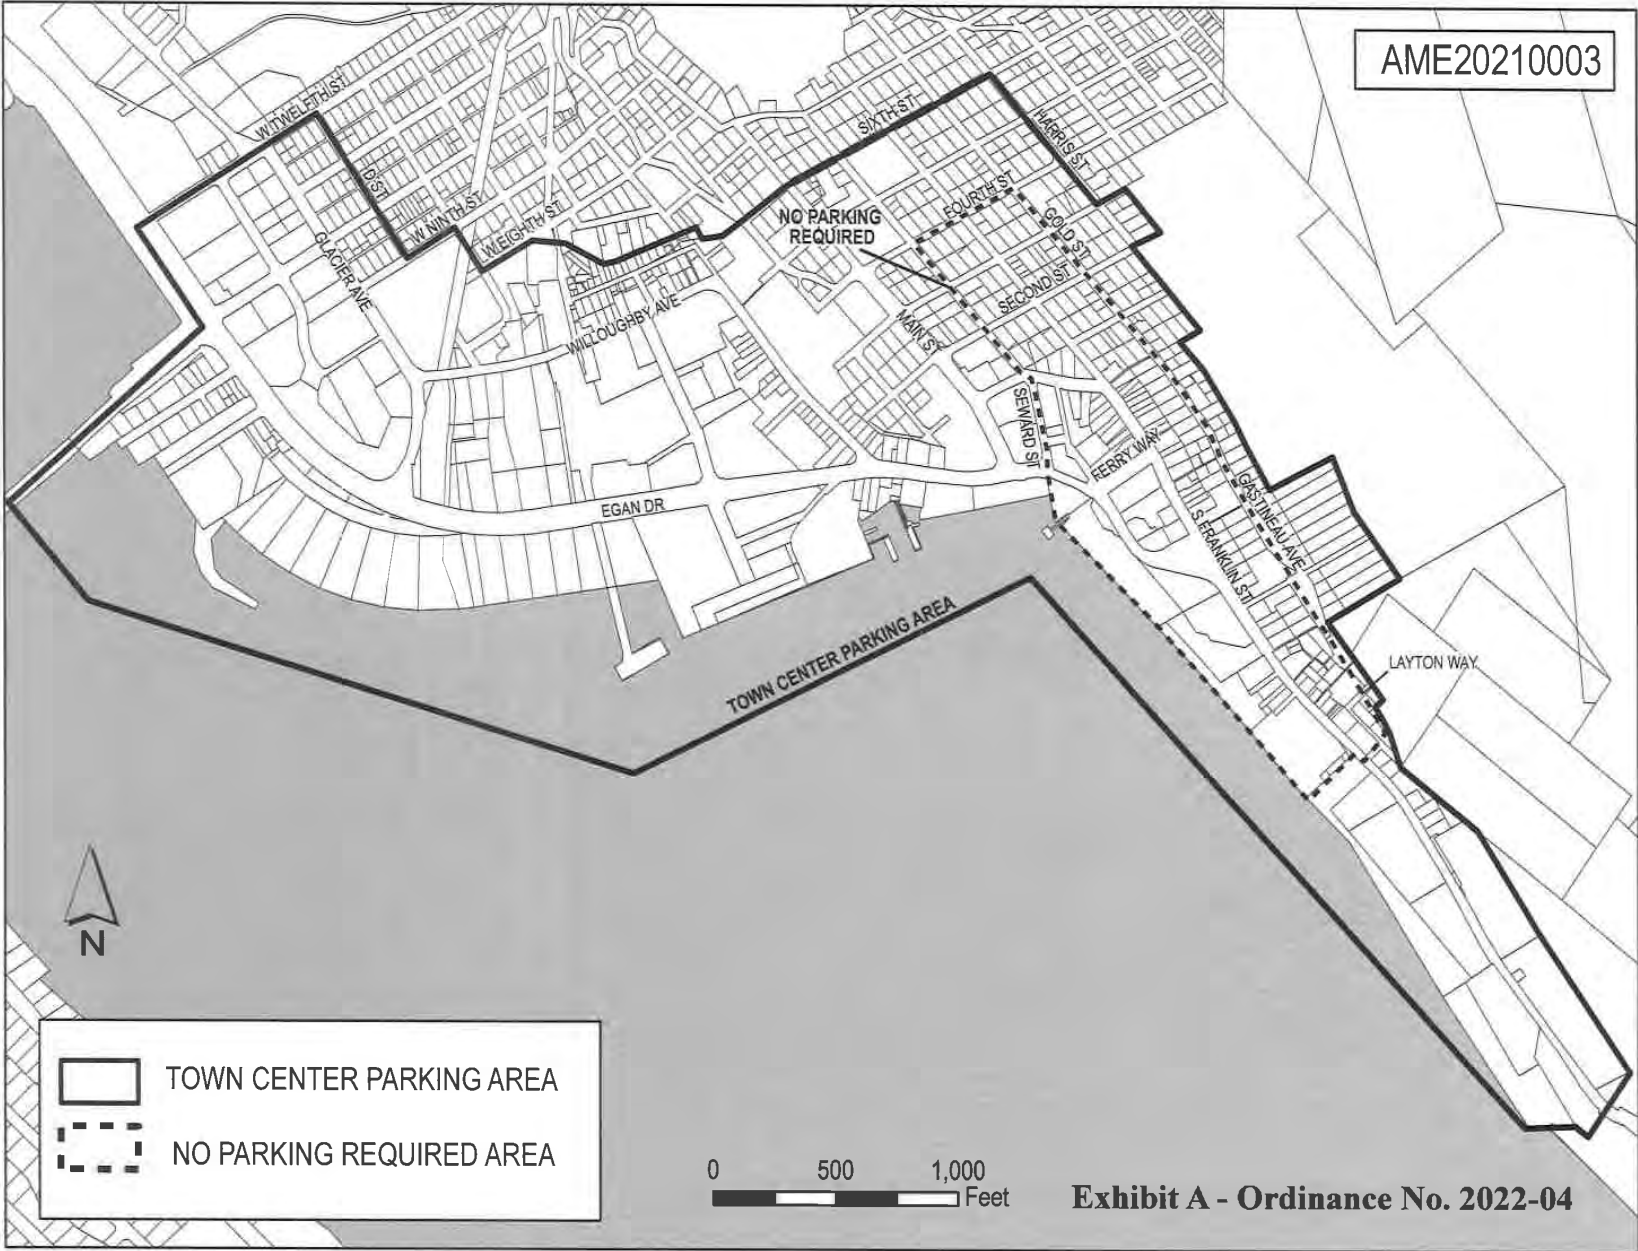 AME20210003
W. TWELFTH ST.
SIXTH ST.
HARRIS ST.
D ST.
W. NINTH ST.
W. EIGHTH ST.
FOURTH ST
NO PARKING
REQUIRED
GOLD ST.
GLACIER AVE
SECOND ST
WILLOUGHBY AVE
MAIN ST
SEWARD ST
FERRY WAY
EGAN DR
GASTINEAU AVE
S FRANKLIN ST.
TOWN CENTER PARKING AREA
LAYTON WAY
N
TOWN CENTER PARKING AREA
NO PARKING REQUIRED AREA
0 500 1,000
Feet
Exhibit A - Ordinance No. 2022-04